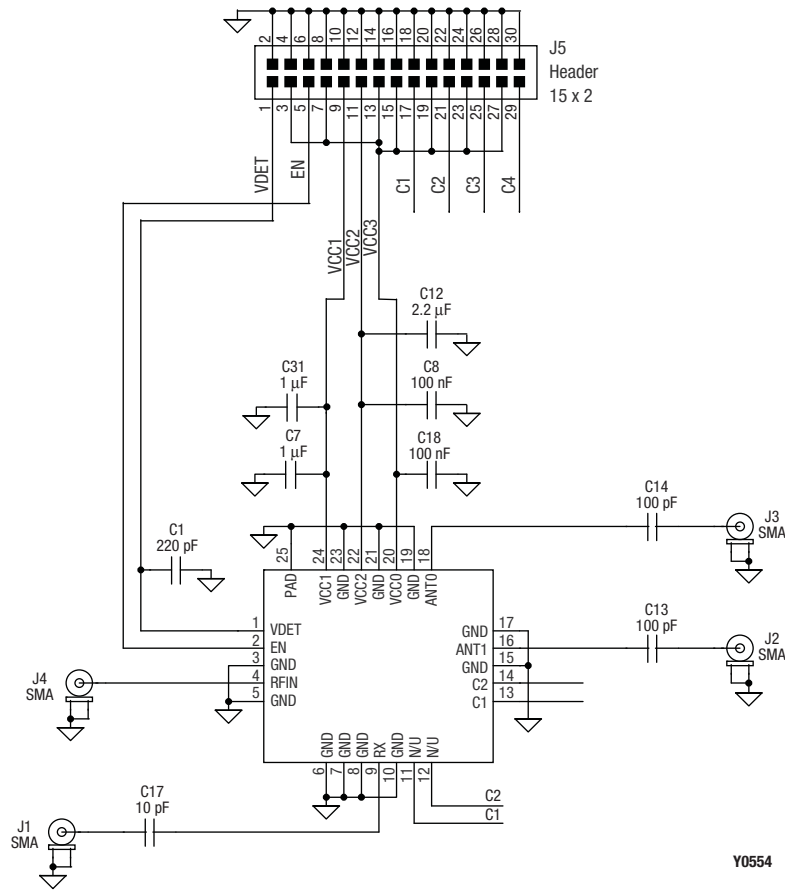 2 4 6 8 10 12 14 16 18 20 22 24 26 28 30
J5
Header
15 x 2
1 3 5 7 9 11 13 15 17 19 21 23 25 27 29
VDET
EN
VCC1
VCC2
VCC3
C1
C2
C3
C4
C12
2.2 µF
C31
1 µF
C8
100 nF
C7
1 µF
C18
100 nF
C14
100 pF
J3
SMA
C1
220 pF
25 24 23 22 21 20 19 18
PAD VCC1 GND VCC2 GND VCC0 GND ANT0
1 VDET
2 EN
3 GND
4 RFIN
5 GND
GND 17
ANT1 16
GND 15
C2 14
C1 13
C13
100 pF
J2
SMA
J4
SMA
GND GND GND RX GND N/U N/U
6 7 8 9 10 11 12
C2
C1
C17
10 pF
J1
SMA
Y0554